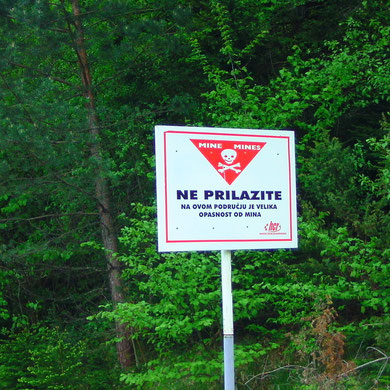 MINE MINES
NE PRILAZITE
NA OVOM PODRUČJU JE VELIKA
OPASNOST OD MINA